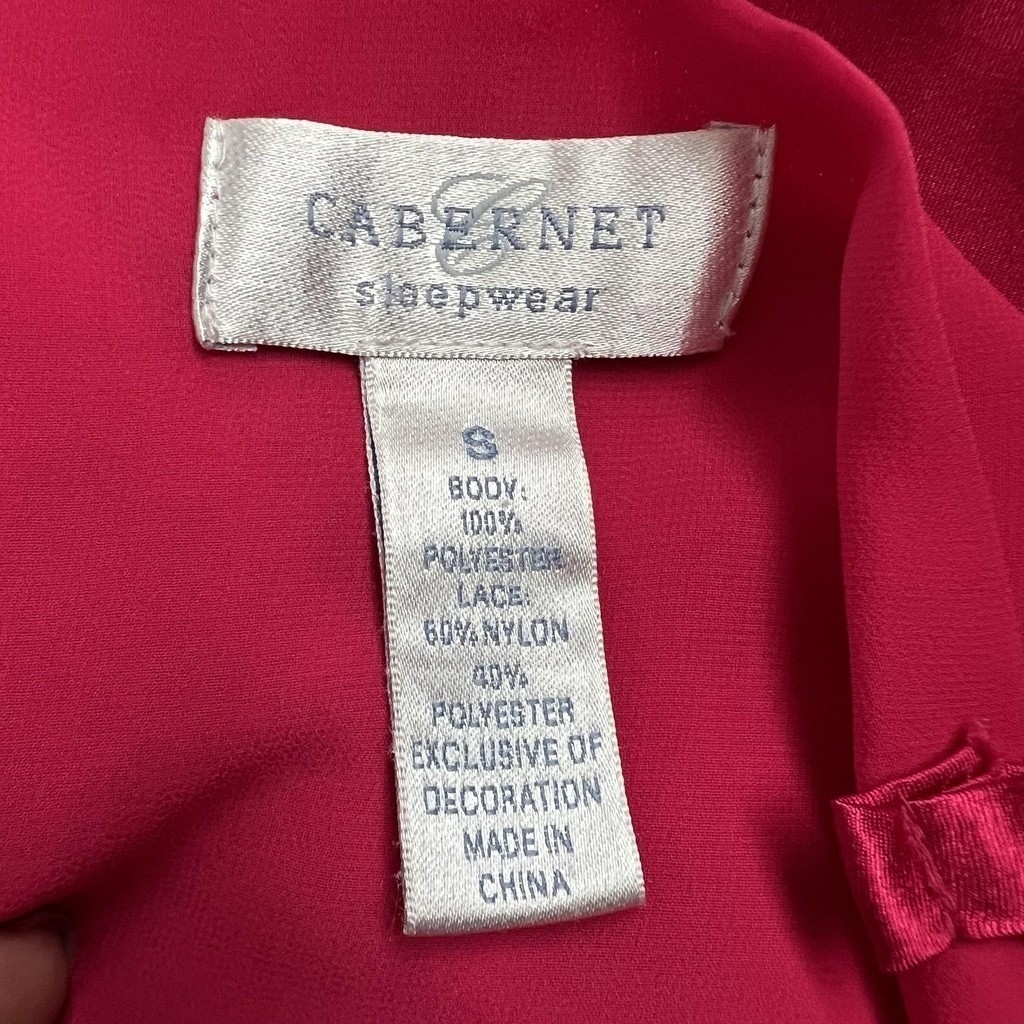 CABERNET
sleepwear
S
BODY:
100%
POLYESTER
LACE:
60% NYLON
40%
POLYESTER
EXCLUSIVE OF
DECORATION
MADE IN
CHINA